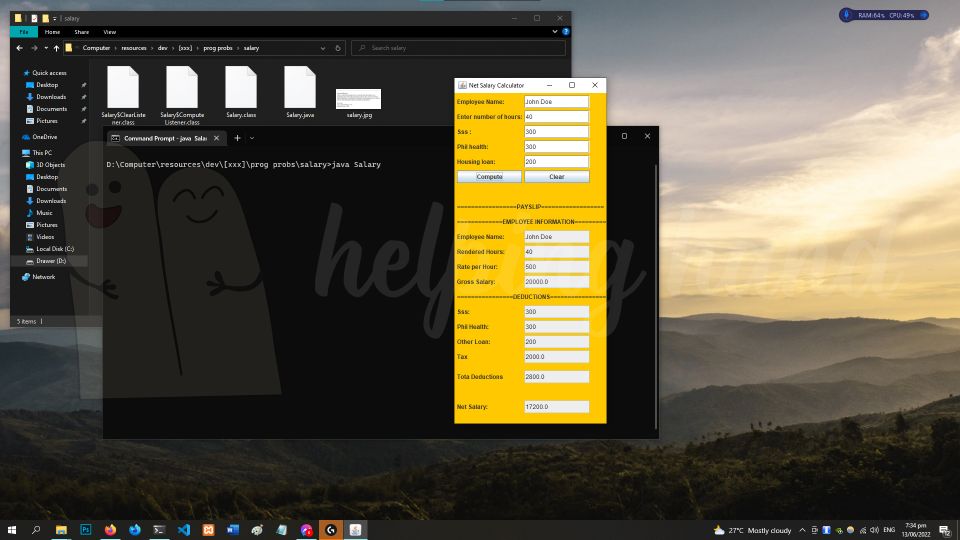 salary
File Home Share View
Computer > resources > dev > [xxx] > prog probs > salary
Search salary
Quick access
Desktop
Downloads
Documents
Pictures
OneDrive
This PC
3D Objects
Desktop
Documents
Downloads
Music
Pictures
Videos
Local Disk (C:)
Drawer (D:)
Network
5 items
Salary$ClearListe
ner.class
Salary$Compute
Listener.class
Salary.class
Salary.java
salary.jpg
Command Prompt - java Sala
D:\Computer\resources\dev\[xxx]\prog probs\salary>java Salary
Net Salary Calculator
Employee Name: John Doe
Enter number of hours: 40
Sss : 300
Phil health: 300
Housing loan: 200
Compute Clear
=================PAYSLIP==================
=============EMPLOYEE INFORMATION=========
Employee Name: John Doe
Rendered Hours: 40
Rate per Hour: 500
Gross Salary: 20000.0
================DEDUCTIONS================
Sss: 300
Phil Health: 300
Other Loan: 200
Tax 2000.0
Tota Deductions 2800.0
Net Salary: 17200.0
RAM:64% CPU:49%
27°C Mostly cloudy
ENG
7:34 pm
13/06/2022